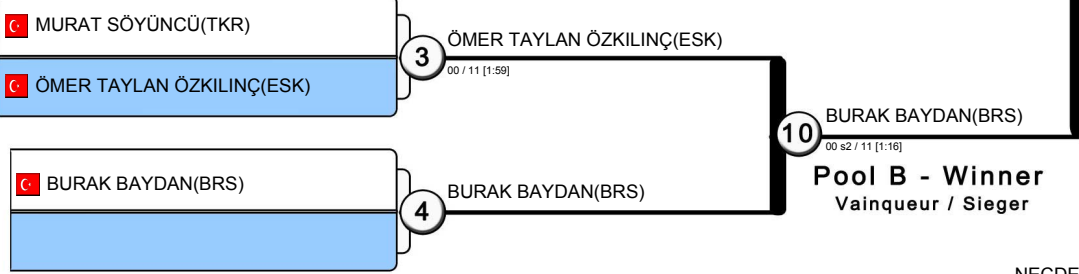 MURAT SÖYÜNCÜ(TKR)
ÖMER TAYLAN ÖZKILINÇ(ESK)
3
ÖMER TAYLAN ÖZKILINÇ(ESK)
00 / 11 [1:59]
BURAK BAYDAN(BRS)
4
BURAK BAYDAN(BRS)
10
BURAK BAYDAN(BRS)
00 s2 / 11 [1:16]
Pool B - Winner
Vainqueur / Sieger